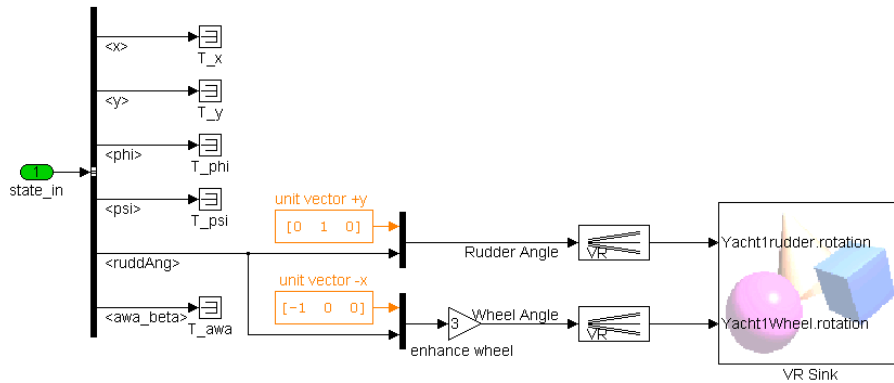 <x>
T_x
<y>
T_y
<phi>
T_phi
1
state_in
<psi>
T_psi
unit vector +y
[0 1 0]
<ruddAng>
Rudder Angle
VR
Yacht1rudder.rotation
unit vector -x
[-1 0 0]
<awa_beta>
T_awa
3
enhance wheel
Wheel Angle
VR
Yacht1Wheel.rotation
VR Sink